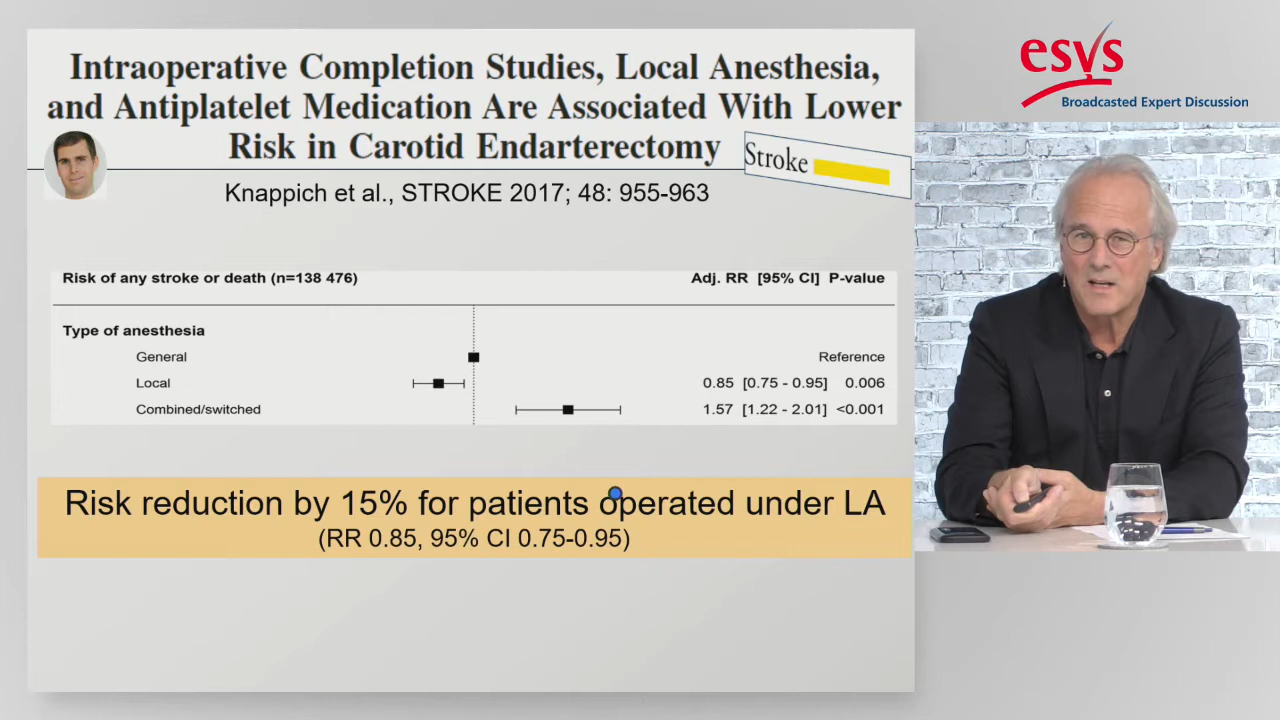 Intraoperative Completion Studies, Local Anesthesia,
and Antiplatelet Medication Are Associated With Lower
Risk in Carotid Endarterectomy
Stroke
Knappich et al., STROKE 2017; 48: 955-963
Risk of any stroke or death (n=138 476) Adj. RR [95% CI] P-value
Type of anesthesia
General Reference
Local 0.85 [0.75 - 0.95] 0.006
Combined/switched 1.57 [1.22 - 2.01] <0.001
Risk reduction by 15% for patients operated under LA
(RR 0.85, 95% CI 0.75-0.95)
esvs
Broadcasted Expert Discussion